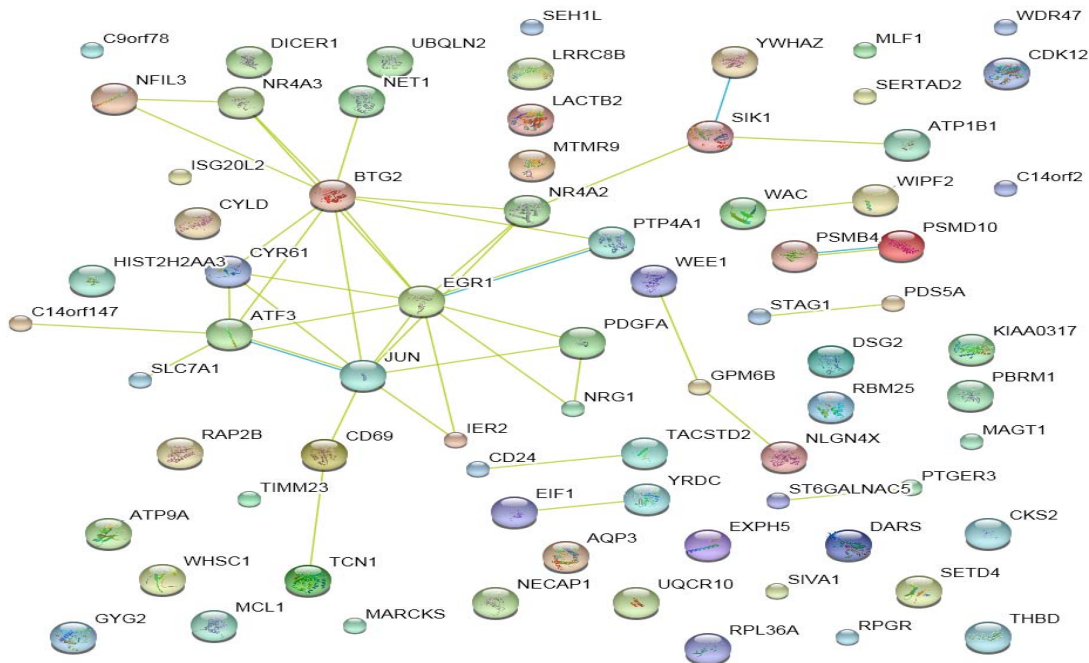 SEH1L
WDR47
C9orf78
DICER1
UBQLN2
YWHAZ
MLF1
LRRC8B
CDK12
NFIL3
NR4A3
NET1
SERTAD2
LACTB2
SIK1
ATP1B1
MTMR9
ISG20L2
BTG2
C14orf2
NR4A2
WAC
WIPF2
CYLD
PTP4A1
PSMB4
PSMD10
HIST2H2AA3
CYR61
WEE1
EGR1
PDS5A
STAG1
C14orf147
ATF3
PDGFA
KIAA0317
DSG2
JUN
SLC7A1
GPM6B
PBRM1
RBM25
NRG1
IER2
MAGT1
RAP2B
CD69
TACSTD2
NLGN4X
CD24
TIMM23
PTGER3
ST6GALNAC5
EIF1
YRDC
ATP9A
EXPH5
DARS
CKS2
AQP3
WHSC1
TCN1
NECAP1
UQCR10
SIVA1
SETD4
GYG2
MCL1
MARCKS
RPL36A
RPGR
THBD